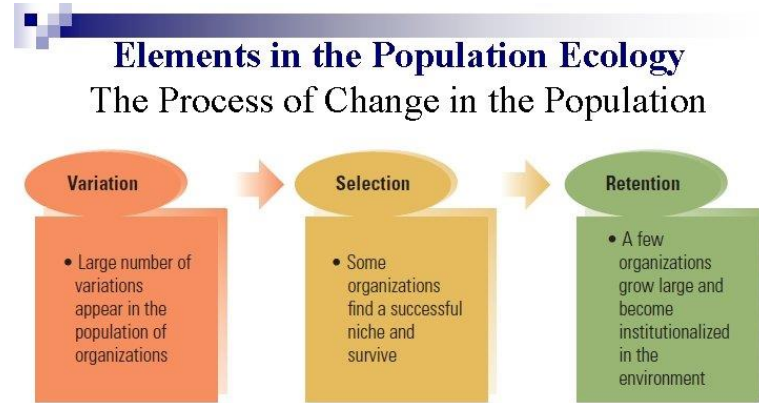 Elements in the Population Ecology
The Process of Change in the Population
Variation
• Large number of
variations
appear in the
population of
organizations
Selection
• Some
organizations
find a successful
niche and
survive
Retention
• A few
organizations
grow large and
become
institutionalized
in the
environment